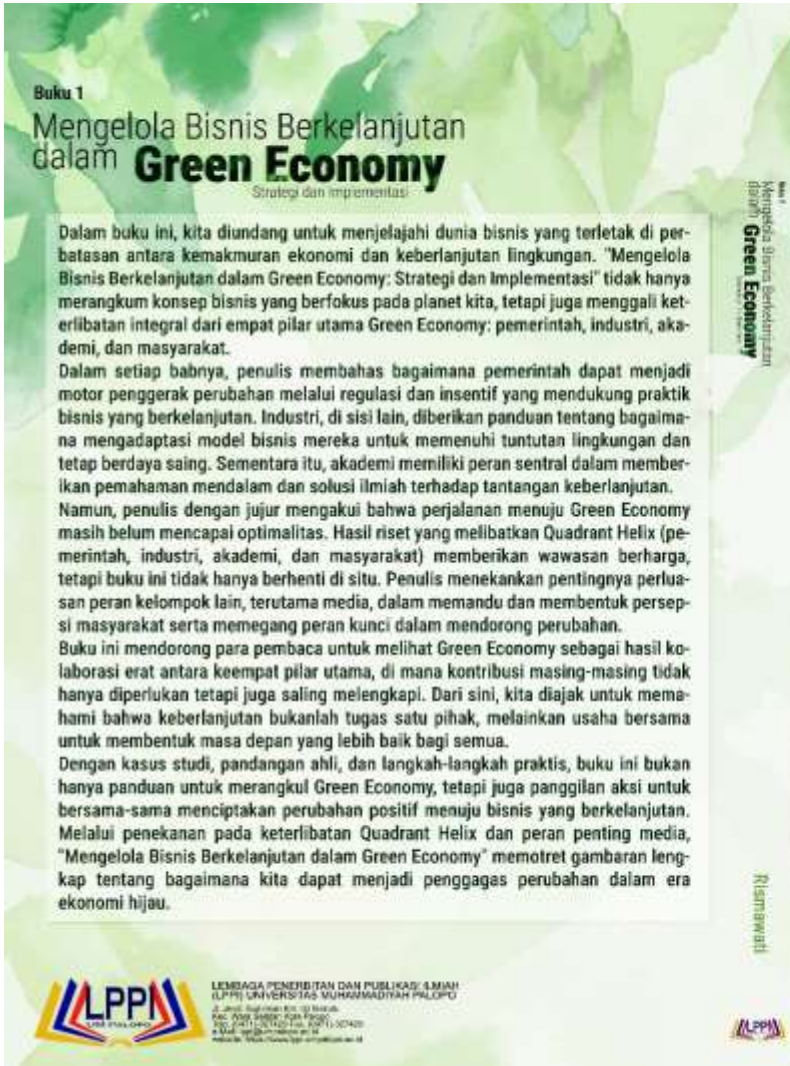 Buku 1
Mengelola Bisnis Berkelanjutan
dalam Green Economy
Strategi dan Implementasi
Dalam buku ini, kita diundang untuk menjelajahi dunia bisnis yang terletak di per-
batasan antara kemakmuran ekonomi dan keberlanjutan lingkungan. "Mengelola
Bisnis Berkelanjutan dalam Green Economy: Strategi dan Implementasi" tidak hanya
merangkum konsep bisnis yang berfokus pada planet kita, tetapi juga menggali ket-
erlibatan integral dari empat pilar utama Green Economy: pemerintah, industri, aka-
demi, dan masyarakat.
Dalam setiap babnya, penulis membahas bagaimana pemerintah dapat menjadi
motor penggerak perubahan melalui regulasi dan insentif yang mendukung praktik
bisnis yang berkelanjutan. Industri, di sisi lain, diberikan panduan tentang bagaima-
na mengadaptasi model bisnis mereka untuk memenuhi tuntutan lingkungan dan
tetap berdaya saing. Sementara itu, akademi memiliki peran sentral dalam member-
ikan pemahaman mendalam dan solusi ilmiah terhadap tantangan keberlanjutan.
Namun, penulis dengan jujur mengakui bahwa perjalanan menuju Green Economy
masih belum mencapai optimalitas. Hasil riset yang melibatkan Quadrant Helix (pe-
merintah, industri, akademi, dan masyarakat) memberikan wawasan berharga,
tetapi buku ini tidak hanya berhenti di situ. Penulis menekankan pentingnya perlua-
san peran kelompok lain, terutama media, dalam memandu dan membentuk persep-
si masyarakat serta memegang peran kunci dalam mendorong perubahan.
Buku ini mendorong para pembaca untuk melihat Green Economy sebagai hasil ko-
laborasi erat antara keempat pilar utama, di mana kontribusi masing-masing tidak
hanya diperlukan tetapi juga saling melengkapi. Dari sini, kita diajak untuk mema-
hami bahwa keberlanjutan bukanlah tugas satu pihak, melainkan usaha bersama
untuk membentuk masa depan yang lebih baik bagi semua.
Dengan kasus studi, pandangan ahli, dan langkah-langkah praktis, buku ini bukan
hanya panduan untuk merangkul Green Economy, tetapi juga panggilan aksi untuk
bersama-sama menciptakan perubahan positif menuju bisnis yang berkelanjutan.
Melalui penekanan pada keterlibatan Quadrant Helix dan peran penting media,
"Mengelola Bisnis Berkelanjutan dalam Green Economy" memotret gambaran leng-
kap tentang bagaimana kita dapat menjadi penggagas perubahan dalam era
ekonomi hijau.
LPPI
UM PALOPO
LEMBAGA PENERBITAN DAN PUBLIKASI ILMIAH
(LPPI) UNIVERSITAS MUHAMMADIYAH PALOPO
Buku 1
Mengelola Bisnis Berkelanjutan
dalam Green Economy
Rismawati
LPPI